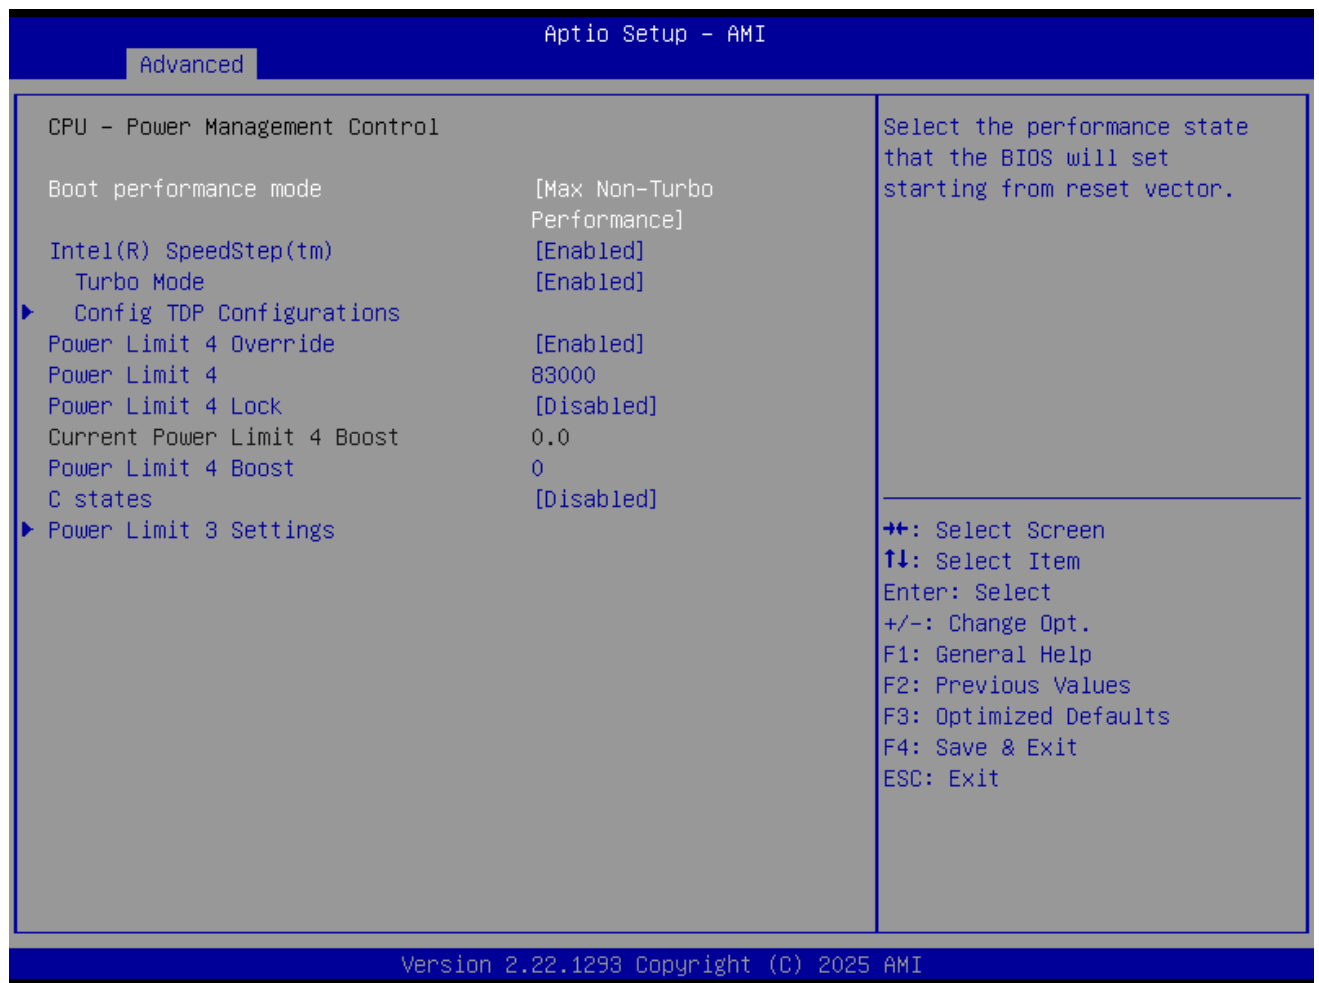 Aptio Setup – AMI
Advanced
CPU – Power Management Control
Boot performance mode [Max Non-Turbo
Performance]
Intel(R) SpeedStep(tm) [Enabled]
Turbo Mode [Enabled]
Config TDP Configurations
Power Limit 4 Override [Enabled]
Power Limit 4 83000
Power Limit 4 Lock [Disabled]
Current Power Limit 4 Boost 0.0
Power Limit 4 Boost 0
C states [Disabled]
Power Limit 3 Settings
Select the performance state
that the BIOS will set
starting from reset vector.
→←: Select Screen
↑↓: Select Item
Enter: Select
+/-: Change Opt.
F1: General Help
F2: Previous Values
F3: Optimized Defaults
F4: Save & Exit
ESC: Exit
Version 2.22.1293 Copyright (C) 2025 AMI